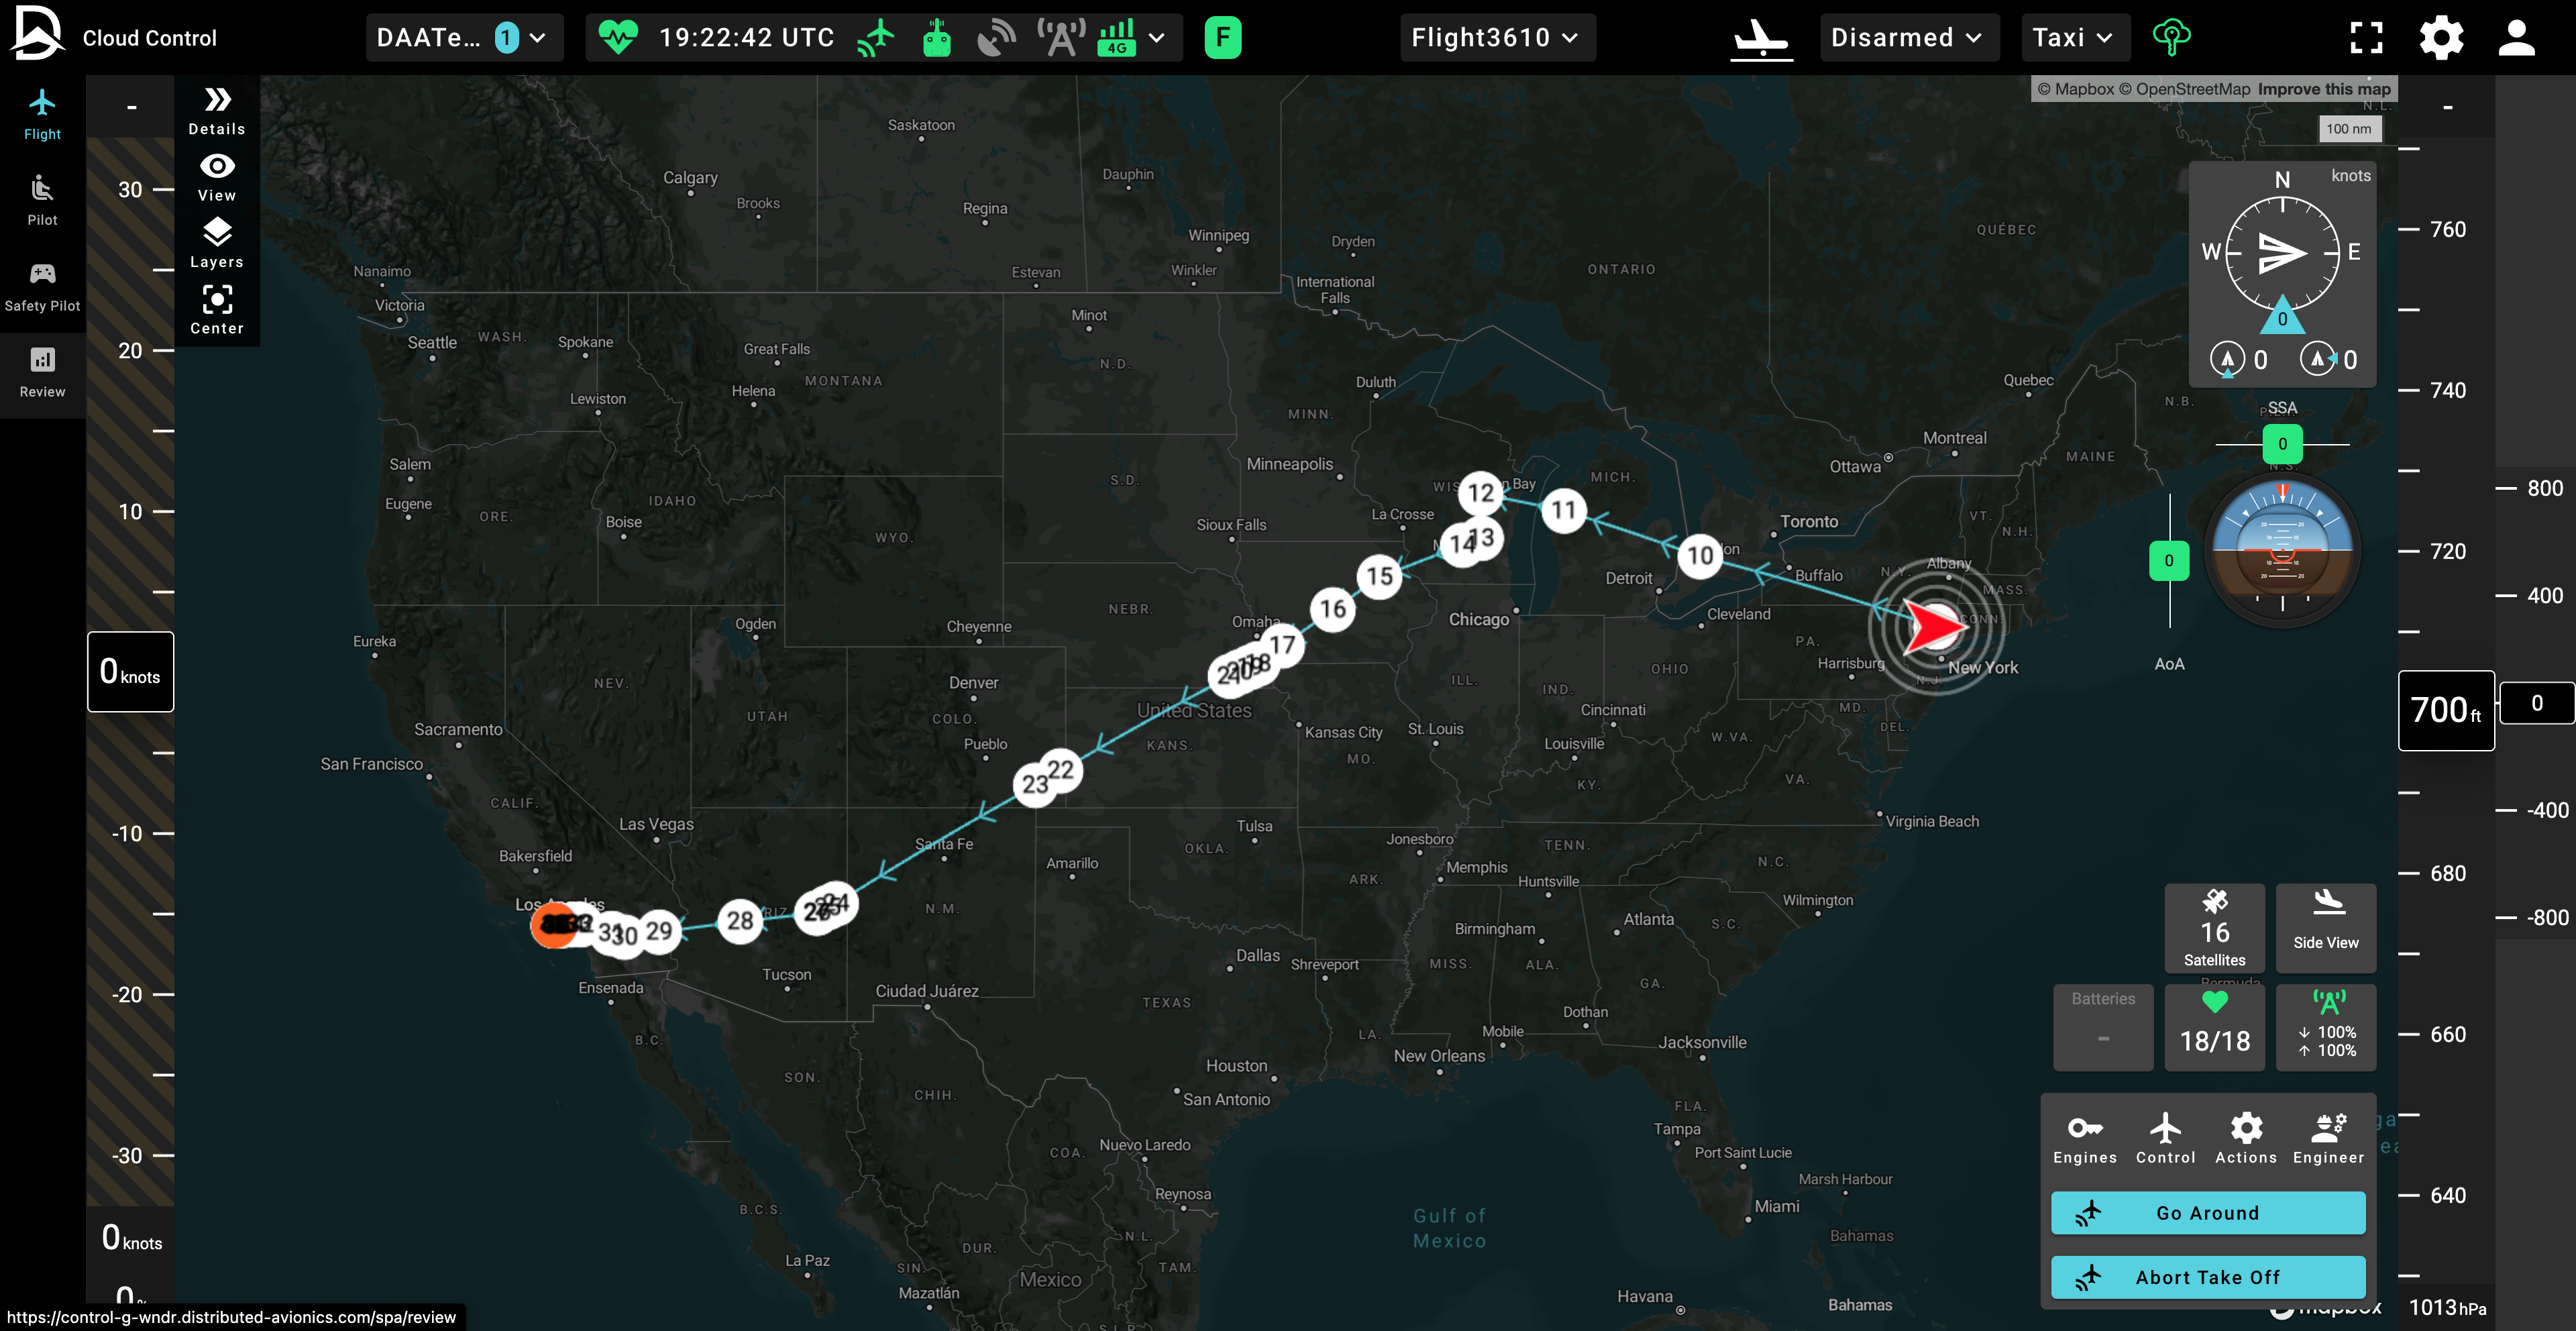 Cloud Control
DAATe... 1
19:22:42 UTC
4G
F
Flight3610
Disarmed
Taxi
© Mapbox © OpenStreetMap Improve this map
100 nm
Flight
Pilot
Safety Pilot
Review
Details
View
Layers
Center
-
30
20
10
0 knots
-10
-20
-30
0 knots
https://control-g-wndr.distributed-avionics.com/spa/review
Saskatoon
Calgary
Brooks
Regina
Dauphin
Winnipeg
Estevan
Winkler
Dryden
International
Falls
ONTARIO
QUÉBEC
Nanaimo
Victoria
Seattle
WASH.
Spokane
Great Falls
Helena
MONTANA
Lewiston
Minot
N.D.
Duluth
MINN.
Quebec
N.B.
Montreal
Ottawa
MAINE
Salem
Eugene
ORE.
IDAHO
Boise
WYO.
S.D.
Minneapolis
Sioux Falls
La Crosse
MICH.
Toronto
VT.
N.H.
Buffalo
Albany
MASS.
CONN.
Detroit
Cleveland
Chicago
NEBR.
Omaha
Eureka
Ogden
Cheyenne
NEV.
UTAH
Denver
COLO.
Pueblo
United States
KANS.
Kansas City
St. Louis
MO.
ILL.
IND.
OHIO
PA.
Harrisburg
New York
N.J.
MD.
DEL.
Cincinnati
Louisville
W.VA.
KY.
VA.
Virginia Beach
Sacramento
San Francisco
CALIF.
Las Vegas
Bakersfield
Santa Fe
Amarillo
Tulsa
OKLA.
Jonesboro
Memphis
TENN.
Huntsville
N.C.
Wilmington
ARK.
N.M.
Atlanta
S.C.
Birmingham
Dallas
Shreveport
MISS.
ALA.
GA.
Tucson
Ensenada
Ciudad Juárez
TEXAS
Dothan
Mobile
LA.
New Orleans
Jacksonville
B.C.
SON.
CHIH.
Houston
San Antonio
FLA.
Tampa
Port Saint Lucie
Nuevo Laredo
COA.
Reynosa
Marsh Harbour
Miami
B.C.S.
N.L.
DUR.
SIN.
TAM.
La Paz
Mexico
Mazatlán
Gulf of
Mexico
Bahamas
Havana
Bahamas
10
11
12
13
14
15
16
17
22
23
28
29
30
knots
N
W
E
0
0
0
SSA
0
0
AoA
-
760
740
720
700 ft
680
660
640
1013 hPa
800
400
0
-400
-800
16
Satellites
Side View
Batteries
-
18/18
↓ 100%
↑ 100%
Engines
Control
Actions
Engineer
Go Around
Abort Take Off
mapbox